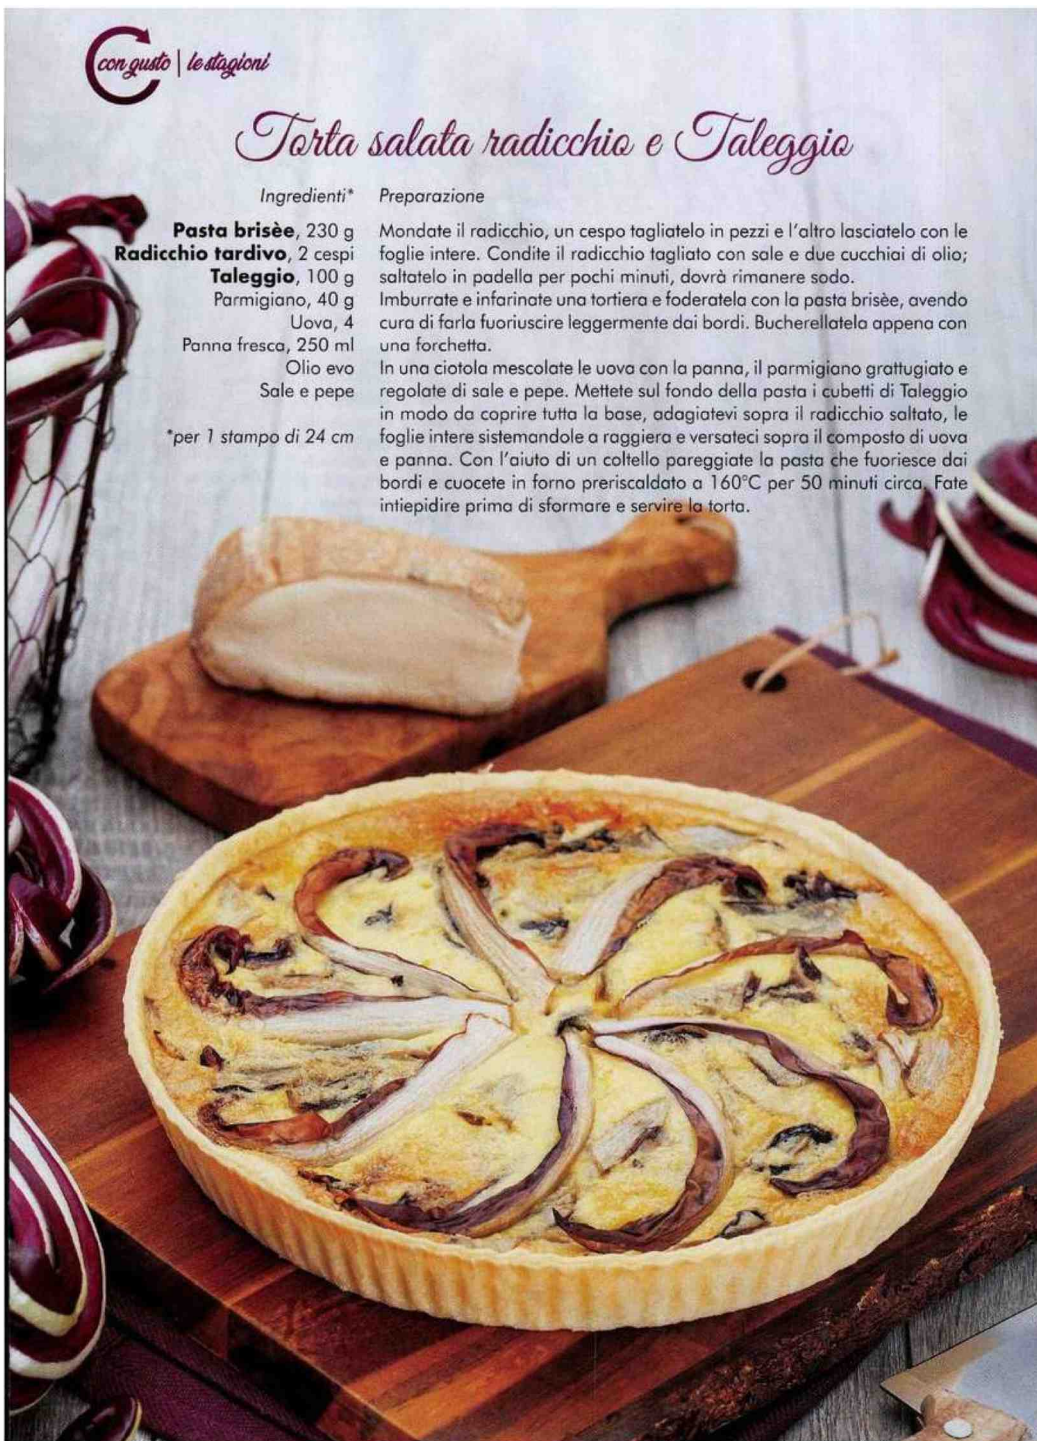 con gusto | le stagioni
Torta salata radicchio e Taleggio
Ingredienti*
Pasta brisèe, 230 g
Radicchio tardivo, 2 cespi
Taleggio, 100 g
Parmigiano, 40 g
Uova, 4
Panna fresca, 250 ml
Olio evo
Sale e pepe
*per 1 stampo di 24 cm
Preparazione
Mondate il radicchio, un cespo tagliatelo in pezzi e l'altro lasciatelo con le
foglie intere. Condite il radicchio tagliato con sale e due cucchiai di olio;
saltatelo in padella per pochi minuti, dovrà rimanere sodo.
Imburrate e infarinate una tortiera e foderatela con la pasta brisèe, avendo
cura di farla fuoriuscire leggermente dai bordi. Bucherellatela appena con
una forchetta.
In una ciotola mescolate le uova con la panna, il parmigiano grattugiato e
regolate di sale e pepe. Mettete sul fondo della pasta i cubetti di Taleggio
in modo da coprire tutta la base, adagiatevi sopra il radicchio saltato, le
foglie intere sistemandole a raggiera e versateci sopra il composto di uova
e panna. Con l'aiuto di un coltello pareggiate la pasta che fuoriesce dai
bordi e cuocete in forno preriscaldato a 160°C per 50 minuti circa. Fate
intiepidire prima di sformare e servire la torta.